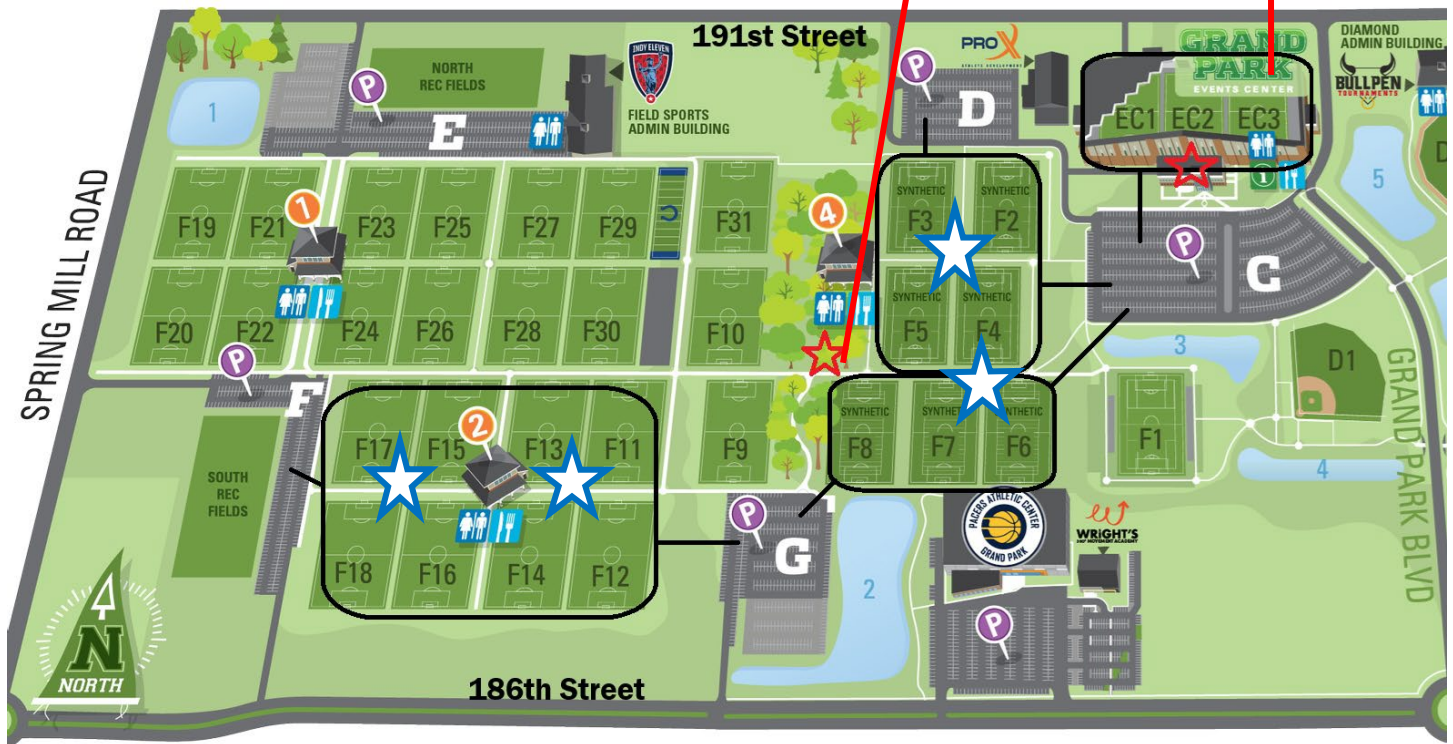 191st Street
INDY ELEVEN
FIELD SPORTS
ADMIN BUILDING
NORTH
REC FIELDS
PRO X
GRAND
PARK
EVENTS CENTER
DIAMOND
ADMIN BUILDING
BULLPEN
TOURNAMENTS
1
P
E
P
D
EC1
EC2
EC3
i
D
5
SPRING MILL ROAD
F19
F21
1
F23
F25
F27
F29
F31
4
SYNTHETIC
F3
SYNTHETIC
F2
P
G
F20
F22
F24
F26
F28
F30
F10
SYNTHETIC
F5
SYNTHETIC
F4
3
D1
GRAND PARK BLVD
P
F
F17
F15
2
F13
F11
F9
SYNTHETIC
F8
F7
F6
F1
4
SOUTH
REC
FIELDS
F18
F16
F14
F12
P
G
2
PACERS ATHLETIC CENTER
GRAND PARK
WRIGHT'S
P
N
NORTH
186th Street